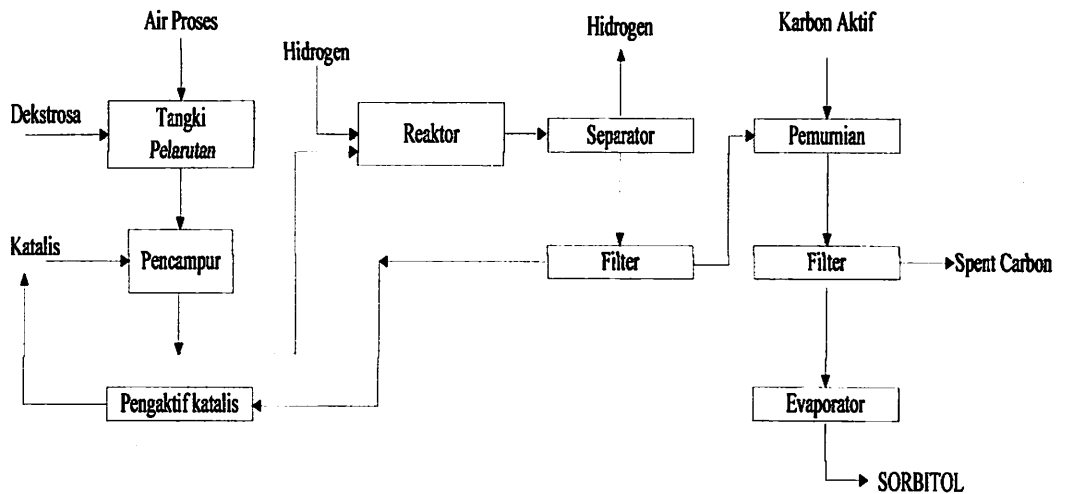 Air Proses
Hidrogen
Hidrogen
Karbon Aktif
Dekstrosa
Tangki
Pelarutan
Reaktor
Separator
Pemurnian
Katalis
Pencampur
Filter
Filter
Spent Carbon
Pengaktif katalis
Evaporator
SORBITOL